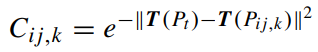 C_{ij,k} = e^{-\|T(P_t)-T(P_{ij,k})\|^2}